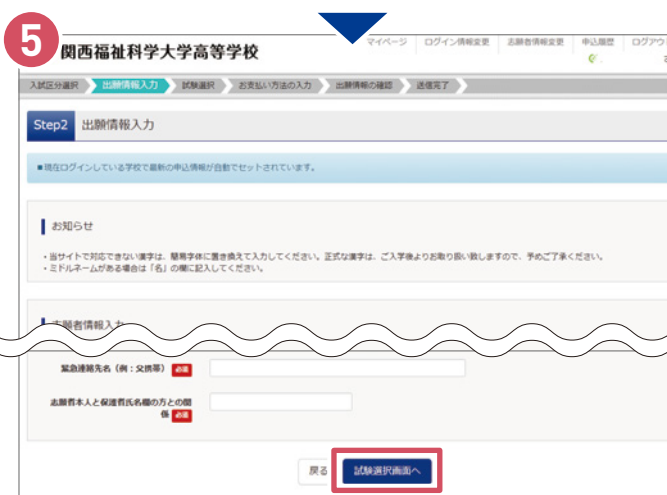 5
関西福祉科学大学高等学校
マイページ ログイン情報変更 志願者情報変更 申込履歴 ログアウ
入試区分選択 出願情報入力 試験選択 お支払い方法の入力 出願情報の確認 送信完了
Step2 出願情報入力
■現在ログインしている学校で最新の申込情報が自動でセットされています。
お知らせ
・当サイトで対応できない漢字は、簡易字体に置き換えて入力してください。正式な漢字は、ご入学後よりお取り扱い致しますので、予めご了承ください。
・ミドルネームがある場合は「名」の欄に記入してください。
志願者情報入力
緊急連絡先名（例：父携帯） 必須
志願者本人と保護者氏名欄の方との関
係 必須
戻る 試験選択画面へ